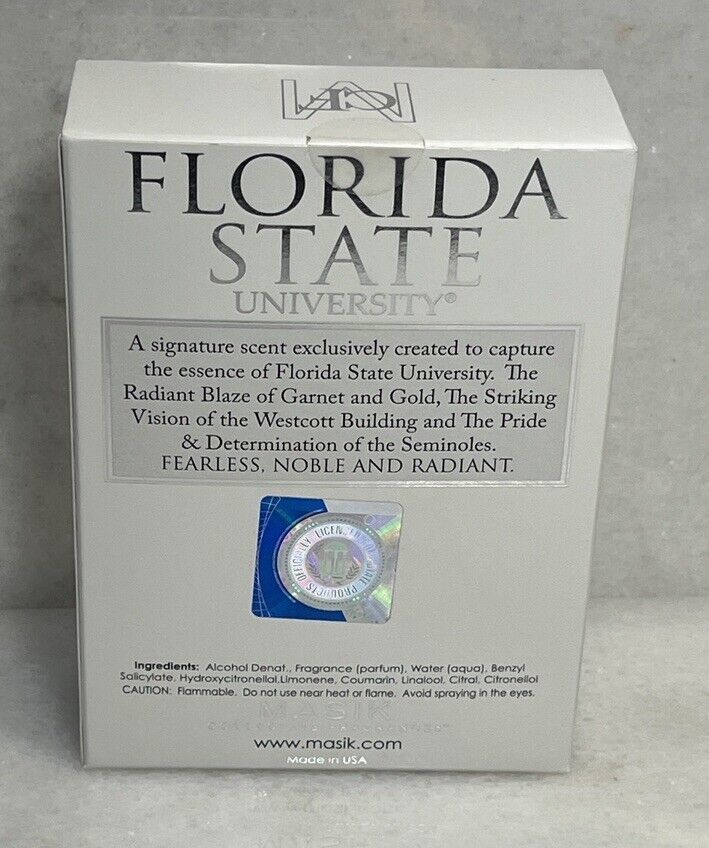 FLORIDA
STATE
UNIVERSITY®
A signature scent exclusively created to capture
the essence of Florida State University. The
Radiant Blaze of Garnet and Gold, The Striking
Vision of the Westcott Building and The Pride
& Determination of the Seminoles.
FEARLESS, NOBLE AND RADIANT.
OFFICIALLY LICENSED
PRODUCTS
Ingredients: Alcohol Denat., Fragrance (parfum), Water (aqua), Benzyl
Salicylate, Hydroxycitronellal,Limonene, Coumarin, Linalool, Citral, Citronellol
CAUTION: Flammable. Do not use near heat or flame. Avoid spraying in the eyes.
MASIK
www.masik.com
Made in USA